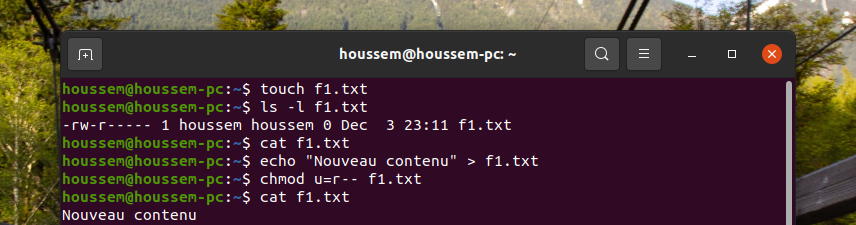 houssem@houssem-pc: ~
houssem@houssem-pc:~$ touch f1.txt
houssem@houssem-pc:~$ ls -l f1.txt
-rw-r----- 1 houssem houssem 0 Dec  3 23:11 f1.txt
houssem@houssem-pc:~$ cat f1.txt
houssem@houssem-pc:~$ echo "Nouveau contenu" > f1.txt
houssem@houssem-pc:~$ chmod u=r-- f1.txt
houssem@houssem-pc:~$ cat f1.txt
Nouveau contenu